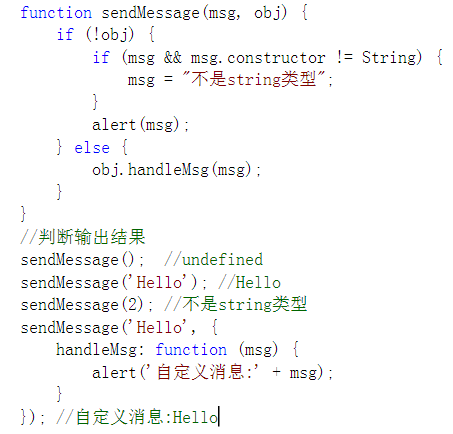 function sendMessage(msg, obj) {
    if (!obj) {
        if (msg && msg.constructor != String) {
            msg = "不是string类型";
        }
        alert(msg);
    } else {
        obj.handleMsg(msg);
    }
}
//判断输出结果
sendMessage();  //undefined
sendMessage('Hello'); //Hello
sendMessage(2); //不是string类型
sendMessage('Hello', {
    handleMsg: function (msg) {
        alert('自定义消息:' + msg);
    }
}); //自定义消息:Hello